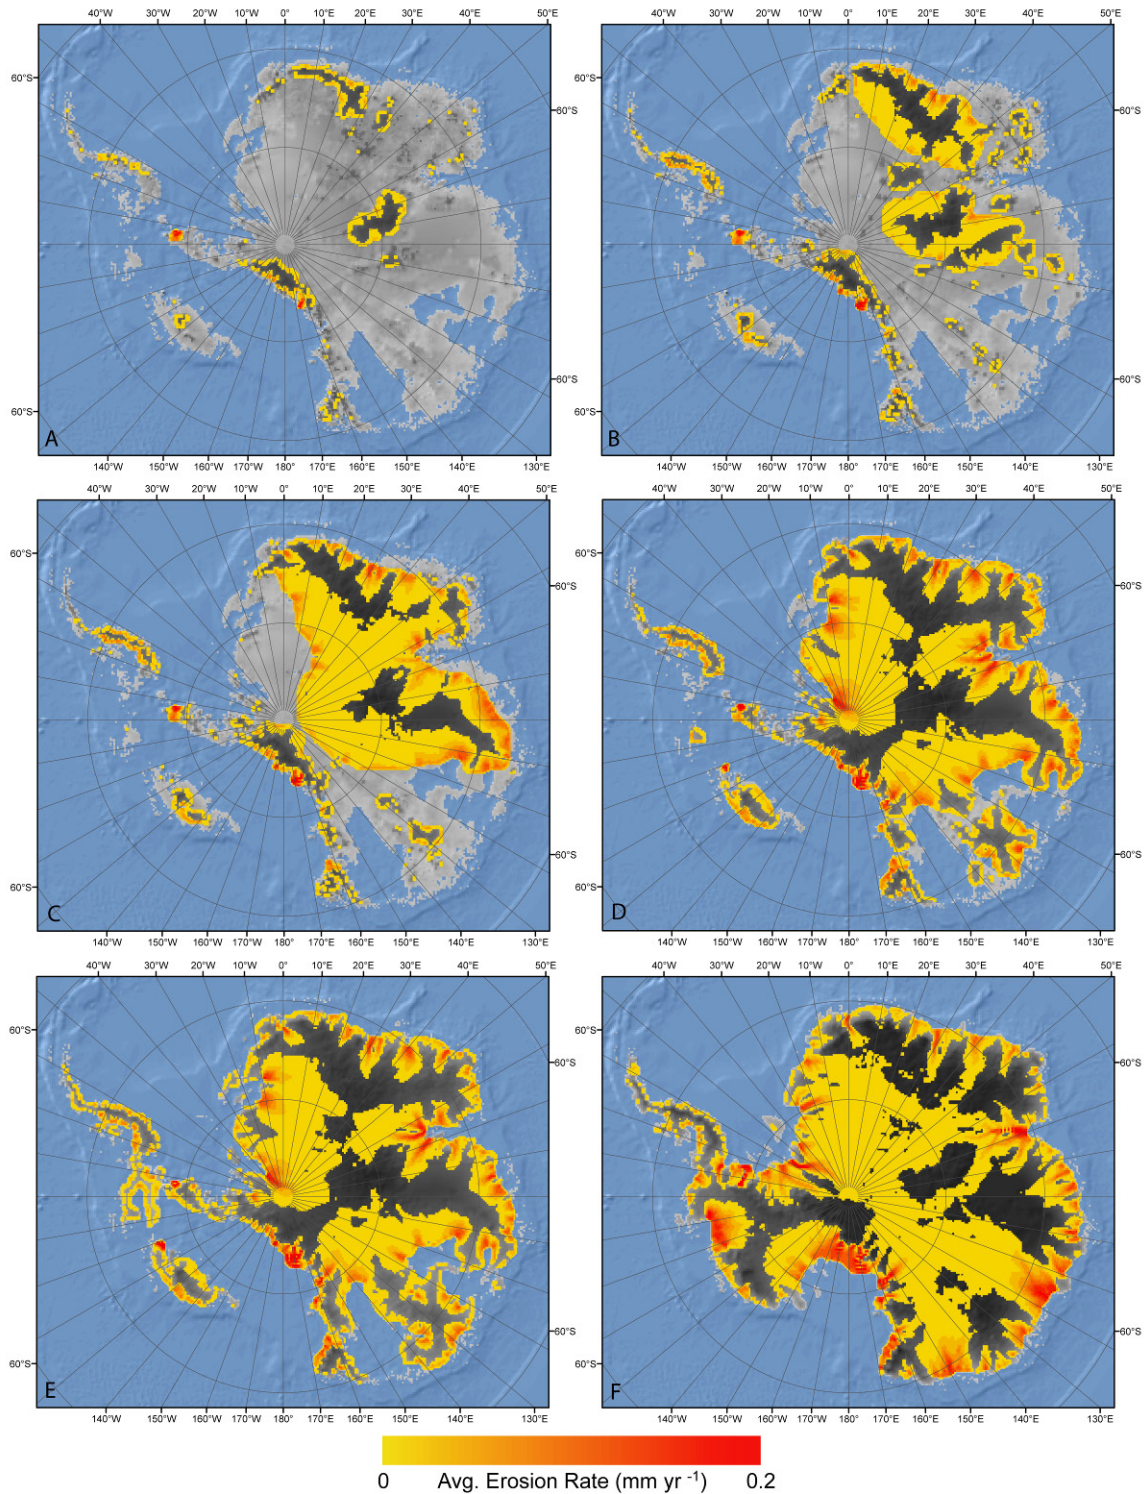 40°W 30°W 20°W 10°W 0° 10°E 20°E 30°E 40°E 50°E
40°W 30°W 20°W 10°W 0° 10°E 20°E 30°E 40°E 50°E
60°S 60°S
60°S 60°S
60°S 60°S
60°S 60°S
A
B
140°W 150°W 160°W 170°W 180° 170°E 160°E 150°E 140°E 130°E
140°W 150°W 160°W 170°W 180° 170°E 160°E 150°E 140°E 130°E
40°W 30°W 20°W 10°W 0° 10°E 20°E 30°E 40°E 50°E
40°W 30°W 20°W 10°W 0° 10°E 20°E 30°E 40°E 50°E
60°S 60°S
60°S 60°S
60°S 60°S
60°S 60°S
C
D
140°W 150°W 160°W 170°W 180° 170°E 160°E 150°E 140°E 130°E
140°W 150°W 160°W 170°W 180° 170°E 160°E 150°E 140°E 130°E
40°W 30°W 20°W 10°W 0° 10°E 20°E 30°E 40°E 50°E
40°W 30°W 20°W 10°W 0° 10°E 20°E 30°E 40°E 50°E
60°S 60°S
60°S 60°S
60°S 60°S
60°S 60°S
E
F
140°W 150°W 160°W 170°W 180° 170°E 160°E 150°E 140°E 130°E
140°W 150°W 160°W 170°W 180° 170°E 160°E 150°E 140°E 130°E
0 Avg. Erosion Rate (mm yr -1) 0.2